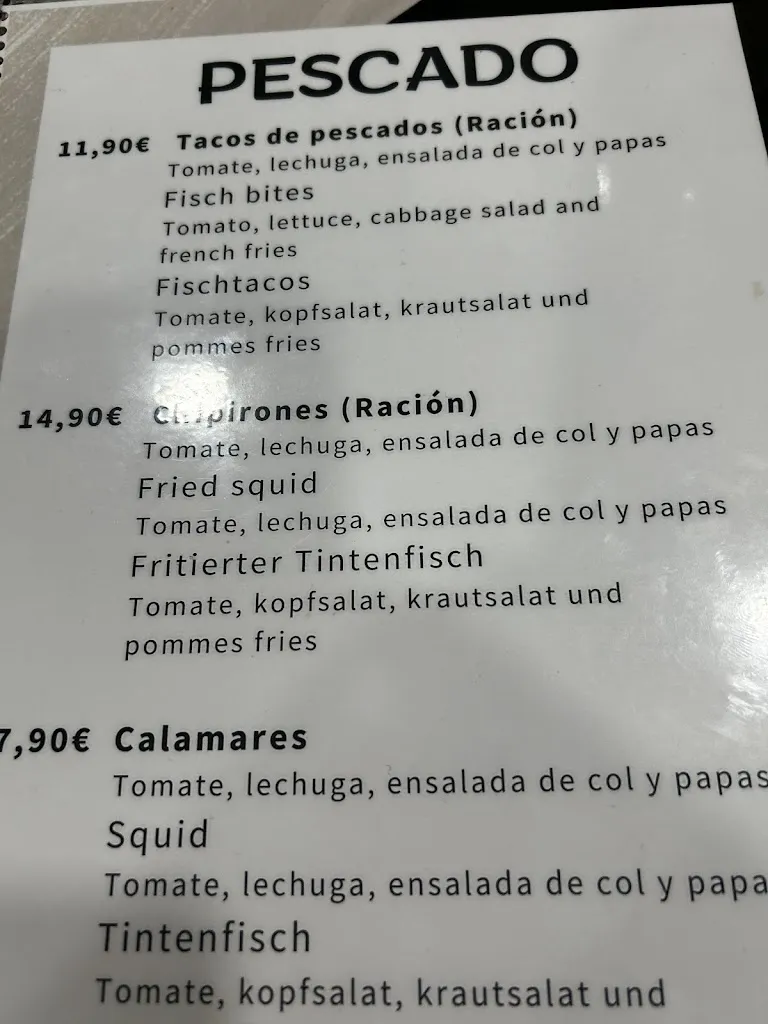 PESCADO
11,90€ Tacos de pescados (Ración)
Tomate, lechuga, ensalada de col y papas
Fisch bites
Tomato, lettuce, cabbage salad and
french fries
Fischtacos
Tomate, kopfsalat, krautsalat und
pommes fries
14,90€ Chipirones (Ración)
Tomate, lechuga, ensalada de col y papas
Fried squid
Tomate, lechuga, ensalada de col y papas
Fritierter Tintenfisch
Tomate, kopfsalat, krautsalat und
pommes fries
7,90€ Calamares
Tomate, lechuga, ensalada de col y papas
Squid
Tomate, lechuga, ensalada de col y papa
Tintenfisch
Tomate, kopfsalat, krautsalat und